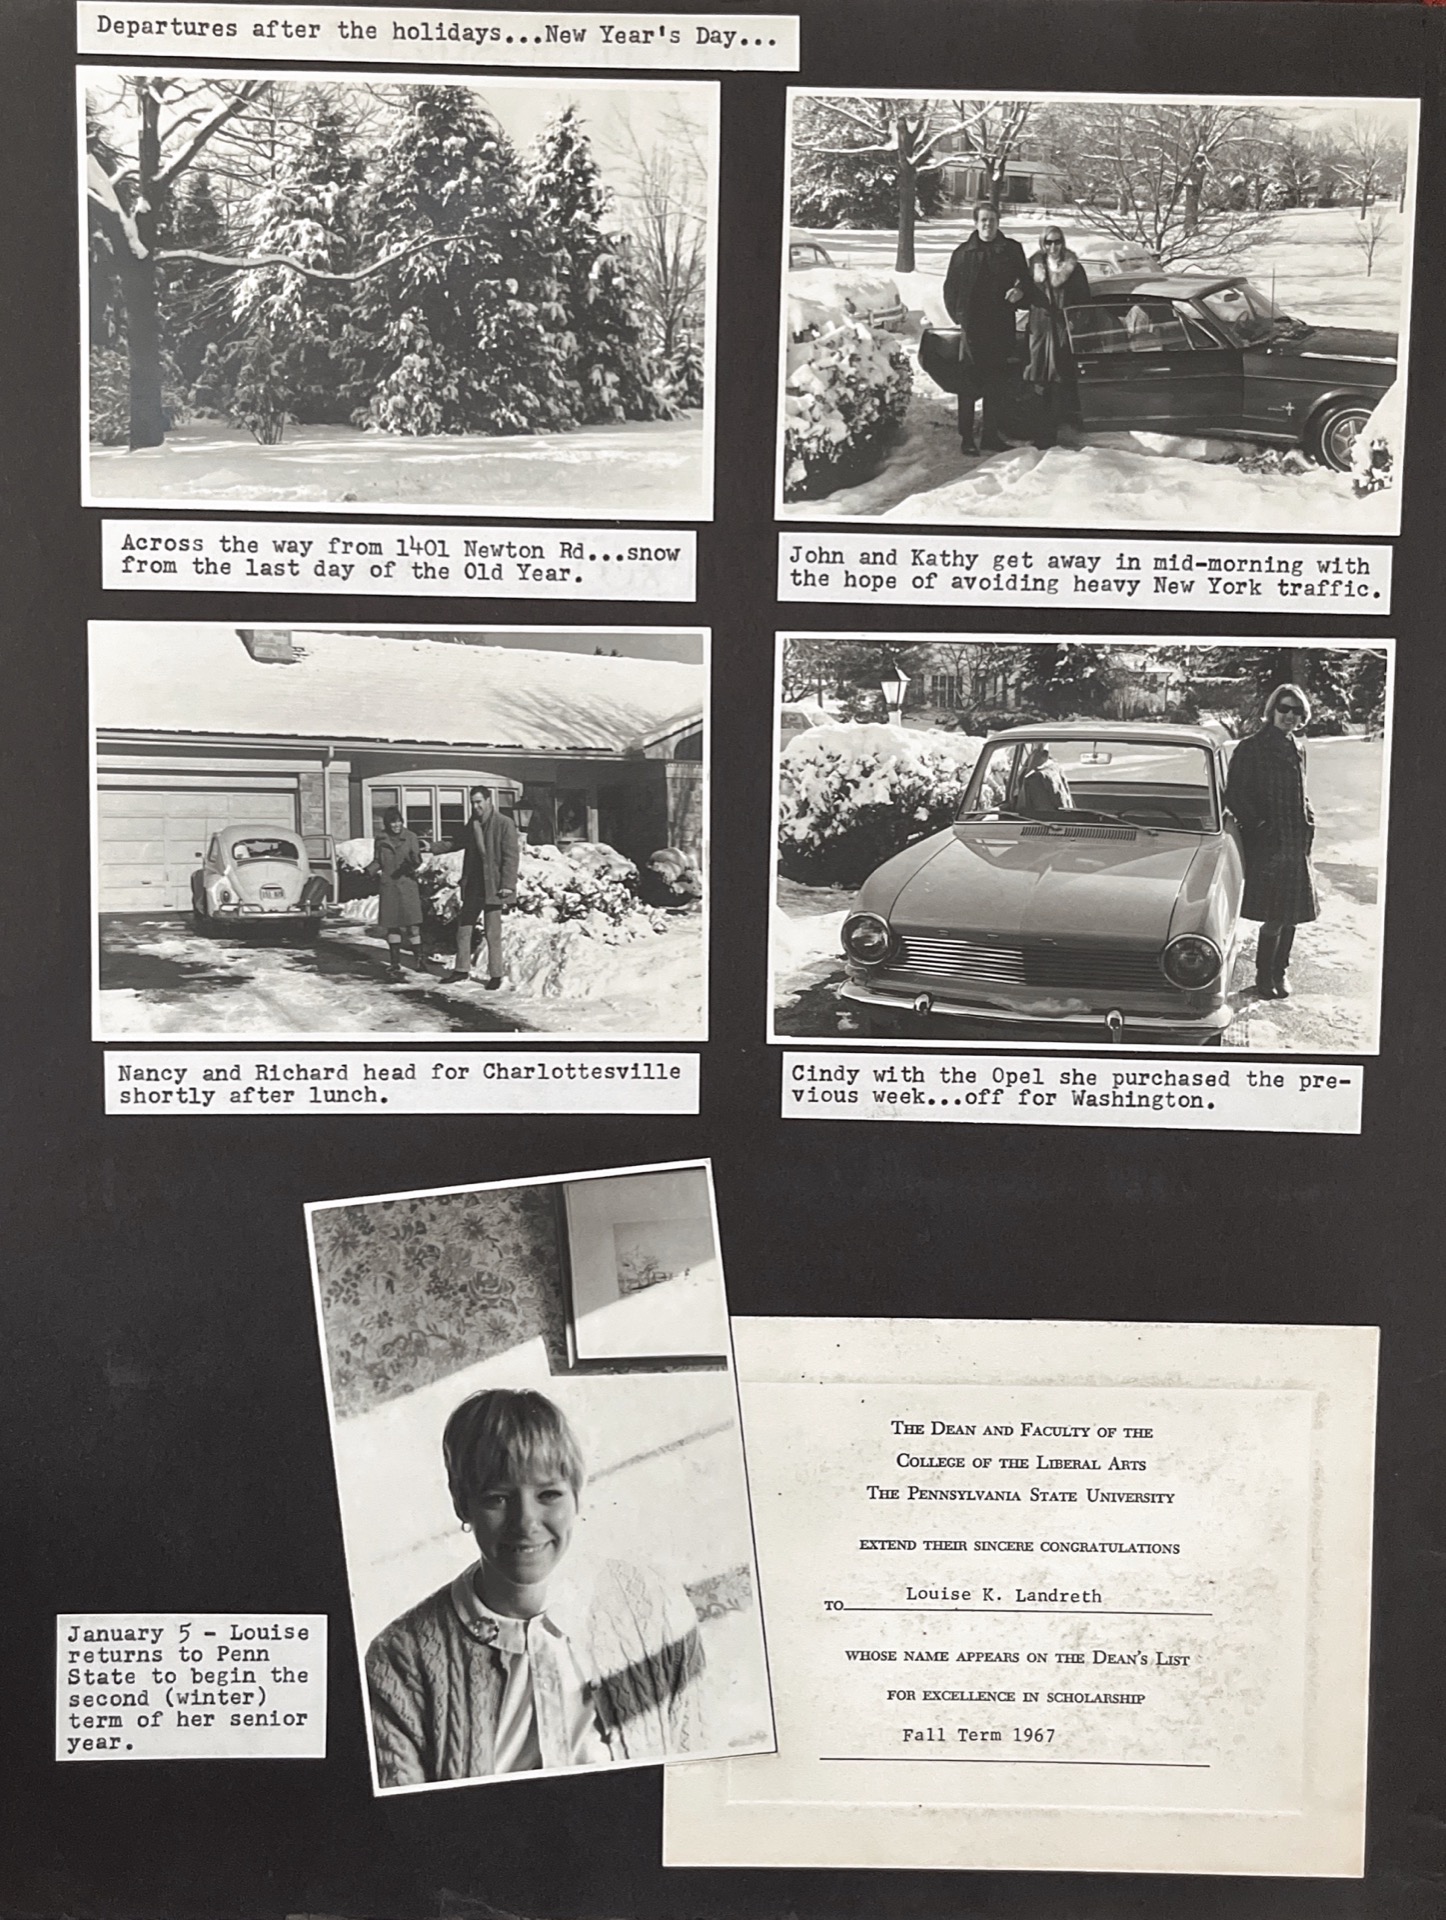 Departures after the holidays...New Year's Day...
Across the way from 1401 Newton Rd...snow
from the last day of the Old Year.
John and Kathy get away in mid-morning with
the hope of avoiding heavy New York traffic.
Nancy and Richard head for Charlottesville
shortly after lunch.
Cindy with the Opel she purchased the pre-
vious week...off for Washington.
January 5 - Louise
returns to Penn
State to begin the
second (winter)
term of her senior
year.
THE DEAN AND FACULTY OF THE
COLLEGE OF THE LIBERAL ARTS
THE PENNSYLVANIA STATE UNIVERSITY
EXTEND THEIR SINCERE CONGRATULATIONS
TO Louise K. Landreth
WHOSE NAME APPEARS ON THE DEAN'S LIST
FOR EXCELLENCE IN SCHOLARSHIP
Fall Term 1967